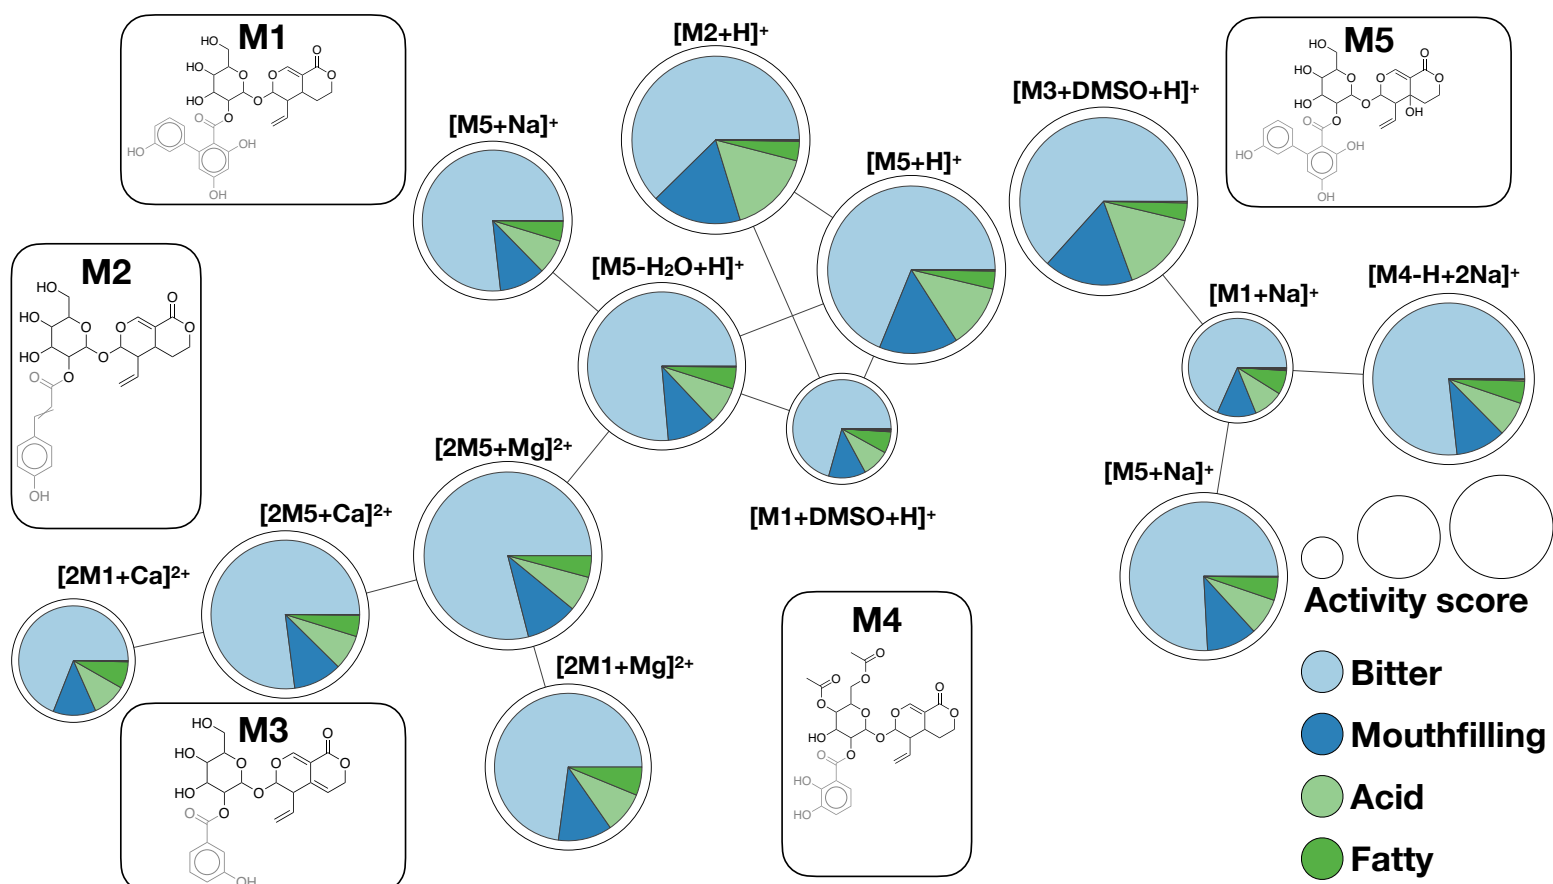 M1
HO
O
HO
O
O
O
HO
O
O
O
HO
OH
OH
[M2+H]+
[M5+Na]+
[M5+H]+
[M3+DMSO+H]+
M5
HO
O
HO
O
O
O
HO
O
OH
O
O
HO
OH
OH
M2
HO
O
HO
O
O
O
HO
O
O
O
OH
[M5-H2O+H]+
[M1+Na]+
[M4-H+2Na]+
[2M5+Mg]2+
[M5+Na]+
[2M5+Ca]2+
[M1+DMSO+H]+
[2M1+Ca]2+
[2M1+Mg]2+
M3
HO
O
HO
O
O
O
HO
O
O
O
OH
M4
O
O
O
O
O
O
O
O
HO
O
O
O
HO
HO
Activity score
Bitter
Mouthfilling
Acid
Fatty